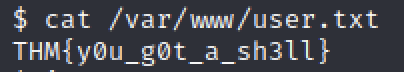 $ cat /var/www/user.txt
THM{y0u_g0t_a_sh3ll}